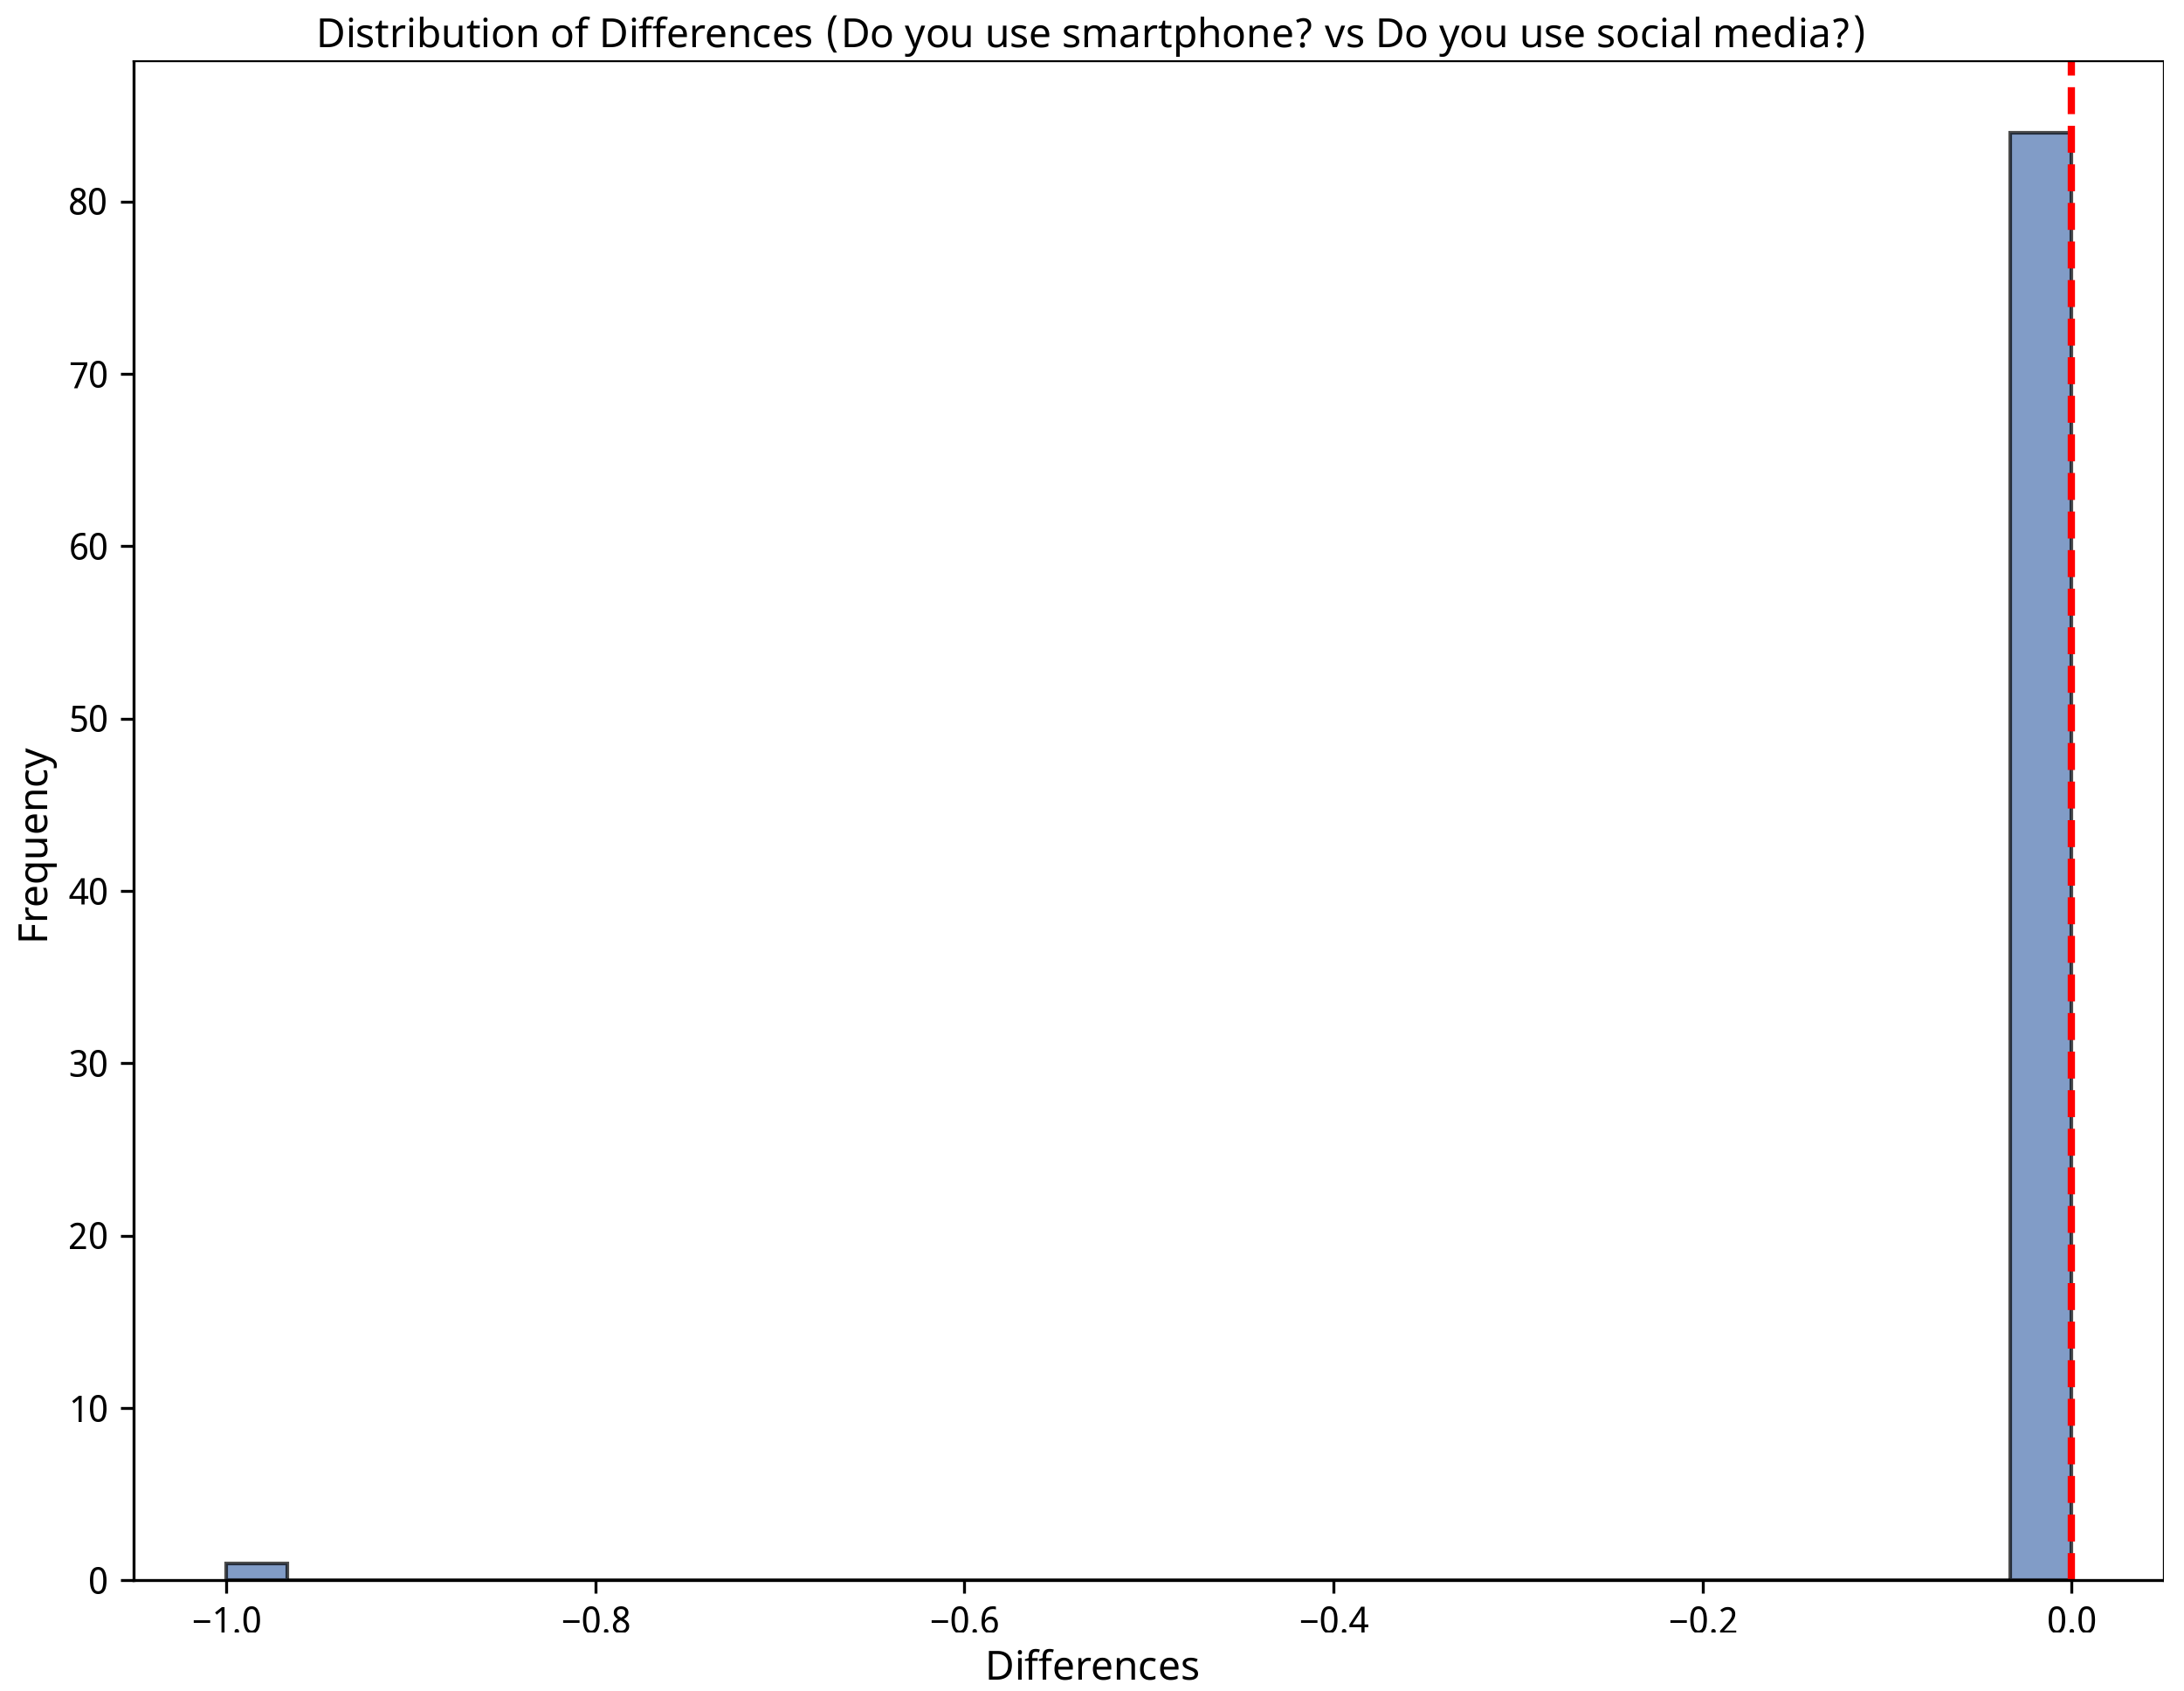 Distribution of Differences (Do you use smartphone? vs Do you use social media?)
Frequency
80
70
60
50
40
30
20
10
0
−1.0 −0.8 −0.6 −0.4 −0.2 0.0
Differences